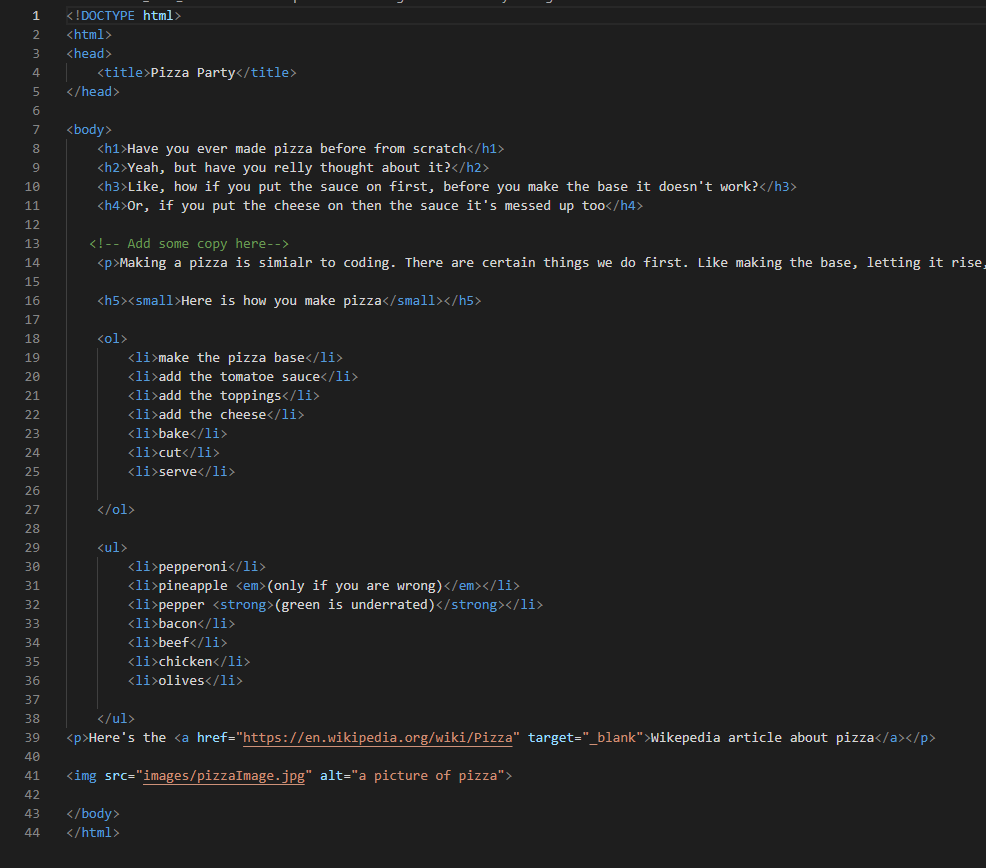 1 <!DOCTYPE html>
2 <html>
3 <head>
4 <title>Pizza Party</title>
5 </head>
6
7 <body>
8 <h1>Have you ever made pizza before from scratch</h1>
9 <h2>Yeah, but have you relly thought about it?</h2>
10 <h3>Like, how if you put the sauce on first, before you make the base it doesn't work?</h3>
11 <h4>Or, if you put the cheese on then the sauce it's messed up too</h4>
12
13 <!-- Add some copy here-->
14 <p>Making a pizza is simialr to coding. There are certain things we do first. Like making the base, letting it rise,
15
16 <h5><small>Here is how you make pizza</small></h5>
17
18 <ol>
19 <li>make the pizza base</li>
20 <li>add the tomatoe sauce</li>
21 <li>add the toppings</li>
22 <li>add the cheese</li>
23 <li>bake</li>
24 <li>cut</li>
25 <li>serve</li>
26
27 </ol>
28
29 <ul>
30 <li>pepperoni</li>
31 <li>pineapple <em>(only if you are wrong)</em></li>
32 <li>pepper <strong>(green is underrated)</strong></li>
33 <li>bacon</li>
34 <li>beef</li>
35 <li>chicken</li>
36 <li>olives</li>
37
38 </ul>
39 <p>Here's the <a href="https://en.wikipedia.org/wiki/Pizza" target="_blank">Wikepedia article about pizza</a></p>
40
41 <img src="images/pizzaImage.jpg" alt="a picture of pizza">
42
43 </body>
44 </html>